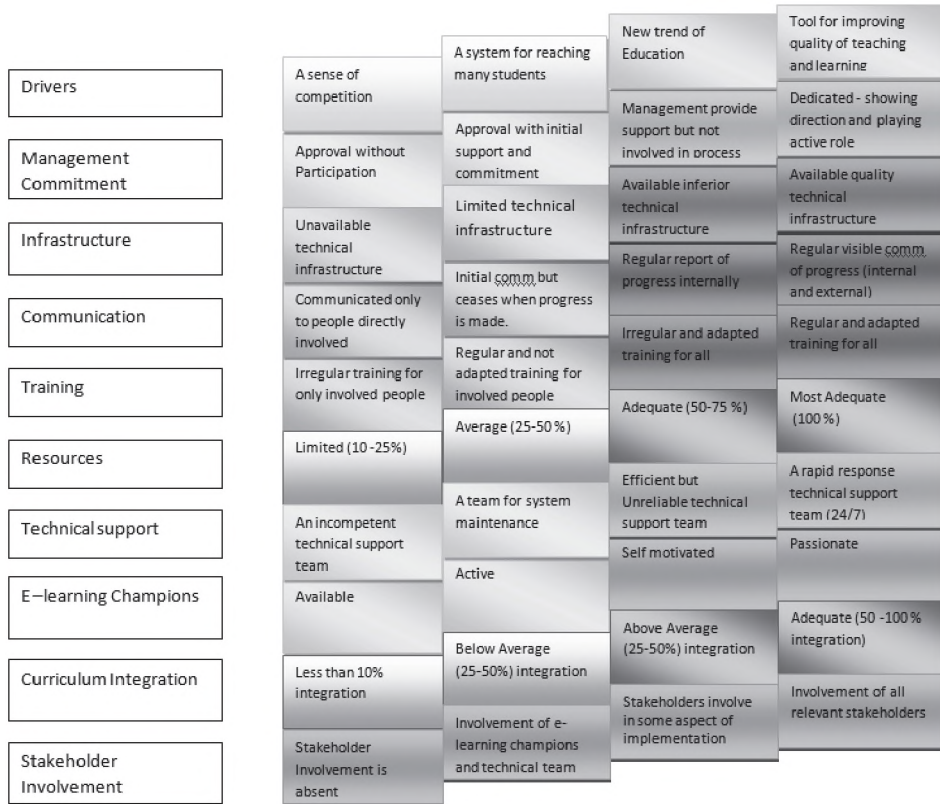 Drivers
Management
Commitment
Infrastructure
Communication
Training
Resources
Technical support
E–learning Champions
Curriculum Integration
Stakeholder
Involvement
A sense of
competition
Approval without
Participation
Unavailable
technical
infrastructure
Communicated only
to people directly
involved
Irregular training for
only involved people
Limited (10 -25%)
An incompetent
technical support
team
Available
Less than 10%
integration
Stakeholder
Involvement is
absent
A system for reaching
many students
Approval with initial
support and
commitment
Limited technical
infrastructure
Initial comm but
ceases when progress
is made.
Regular and not
adapted training for
involved people
Average (25-50 %)
A team for system
maintenance
Active
Below Average
(25-50%) integration
Involvement of e-
learning champions
and technical team
New trend of
Education
Management provide
support but not
involved in process
Available inferior
technical
infrastructure
Regular report of
progress internally
Irregular and adapted
training for all
Adequate (50-75 %)
Efficient but
Unreliable technical
support team
Self motivated
Above Average
(25-50%) integration
Stakeholders involve
in some aspect of
implementation
Tool for improving
quality of teaching
and learning
Dedicated - showing
direction and playing
active role
Available quality
technical
infrastructure
Regular visible comm
of progress (internal
and external)
Regular and adapted
training for all
Most Adequate
(100 %)
A rapid response
technical support
team (24/7)
Passionate
Adequate (50 -100 %
integration)
Involvement of all
relevant stakeholders